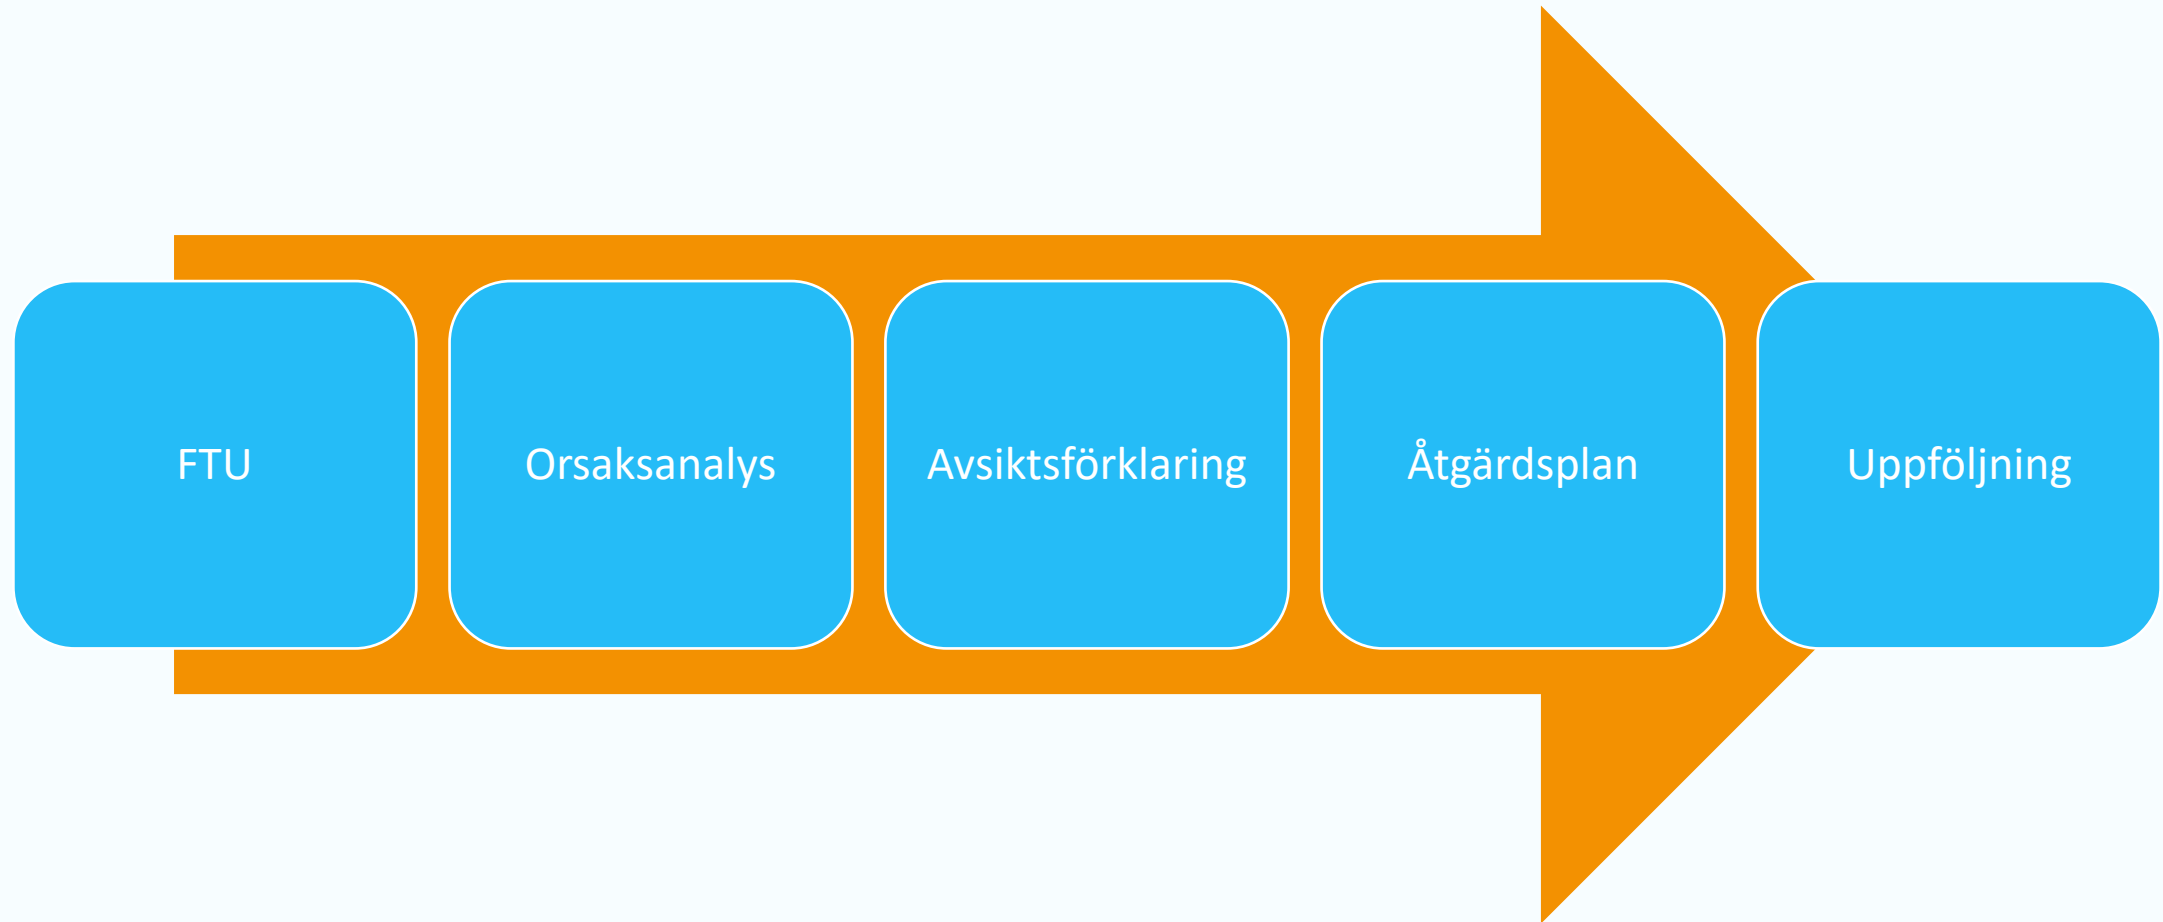 FTU
Orsaksanalys
Avsiktsförklaring
Åtgärdsplan
Uppföljning